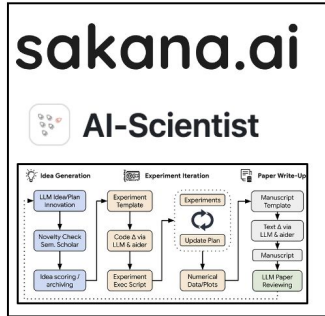 sakana.ai
AI-Scientist
Idea Generation
Experiment Iteration
Paper Write-Up
LLM Idea/Plan
Innovation
Novelty Check
Sem. Scholar
Idea scoring /
archiving
Experiment
Template
Code Δ via
LLM & aider
Experiment
Exec Script
Experiments
Update Plan
Numerical
Data/Plots
Manuscript
Template
Text Δ via
LLM & aider
Manuscript
LLM Paper
Reviewing